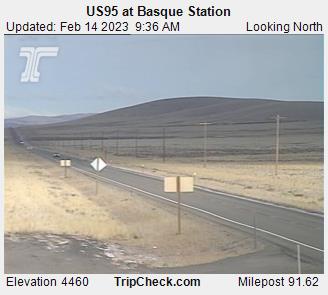 US95 at Basque Station
Updated: Feb 14 2023 9:36 AM Looking North
Elevation 4460 TripCheck.com Milepost 91.62